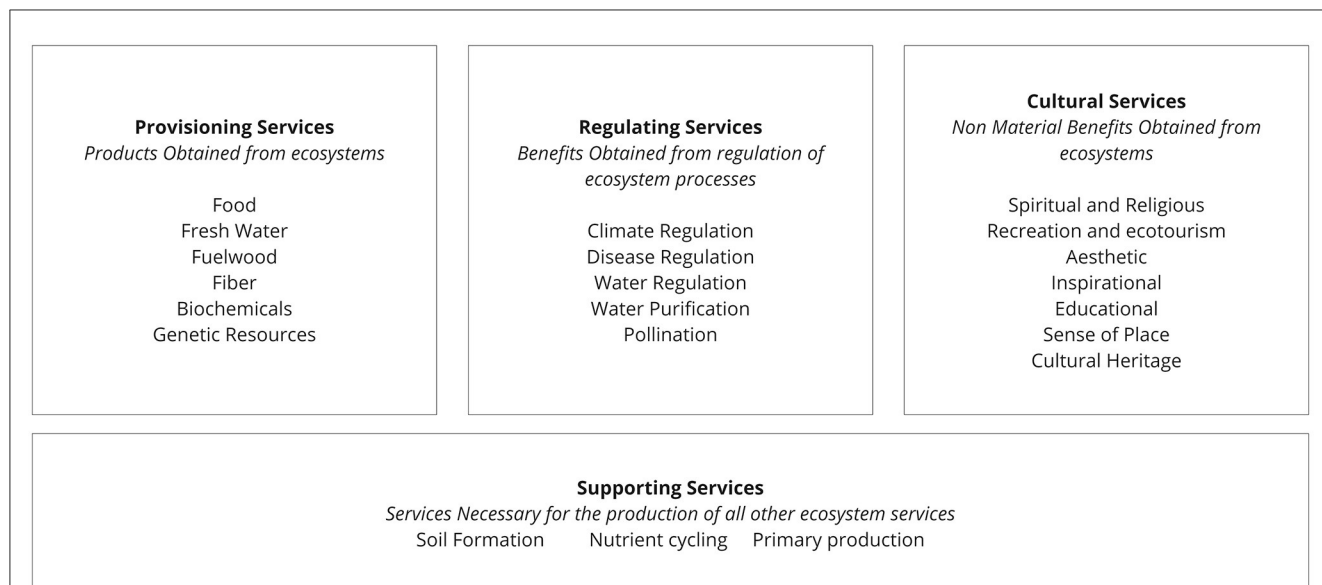 Provisioning Services
Products Obtained from ecosystems
Food
Fresh Water
Fuelwood
Fiber
Biochemicals
Genetic Resources
Regulating Services
Benefits Obtained from regulation of
ecosystem processes
Climate Regulation
Disease Regulation
Water Regulation
Water Purification
Pollination
Cultural Services
Non Material Benefits Obtained from
ecosystems
Spiritual and Religious
Recreation and ecotourism
Aesthetic
Inspirational
Educational
Sense of Place
Cultural Heritage
Supporting Services
Services Necessary for the production of all other ecosystem services
Soil Formation Nutrient cycling Primary production